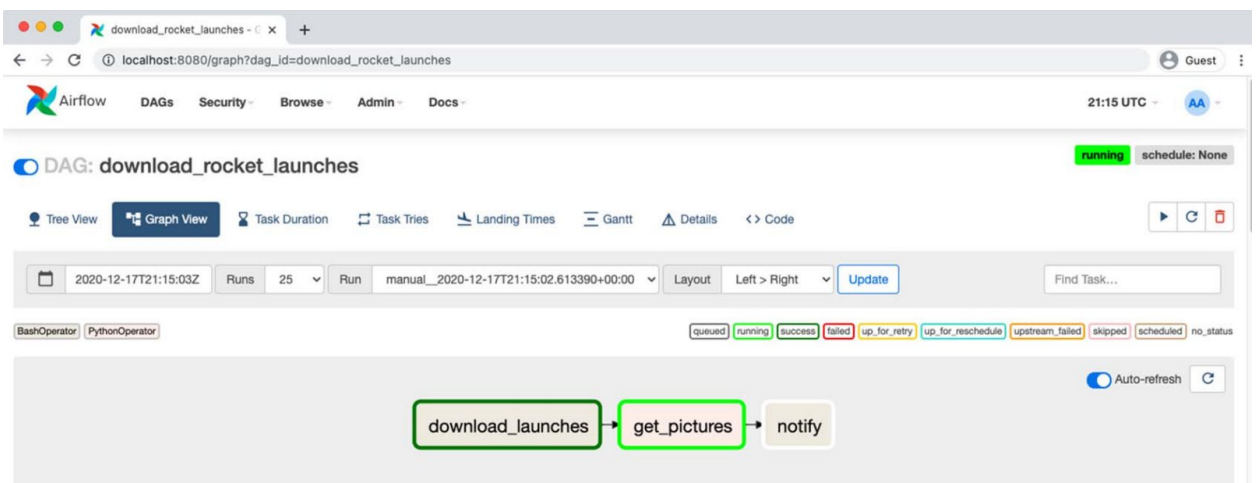 download_rocket_launches - G
localhost:8080/graph?dag_id=download_rocket_launches Guest
Airflow DAGs Security Browse Admin Docs 21:15 UTC AA
DAG: download_rocket_launches running schedule: None
Tree View Graph View Task Duration Task Tries Landing Times Gantt Details <> Code
2020-12-17T21:15:03Z Runs 25 Run manual__2020-12-17T21:15:02.613390+00:00 Layout Left > Right Update Find Task...
BashOperator PythonOperator queued running success failed up_for_retry up_for_reschedule upstream_failed skipped scheduled no_status
Auto-refresh
download_launches get_pictures notify